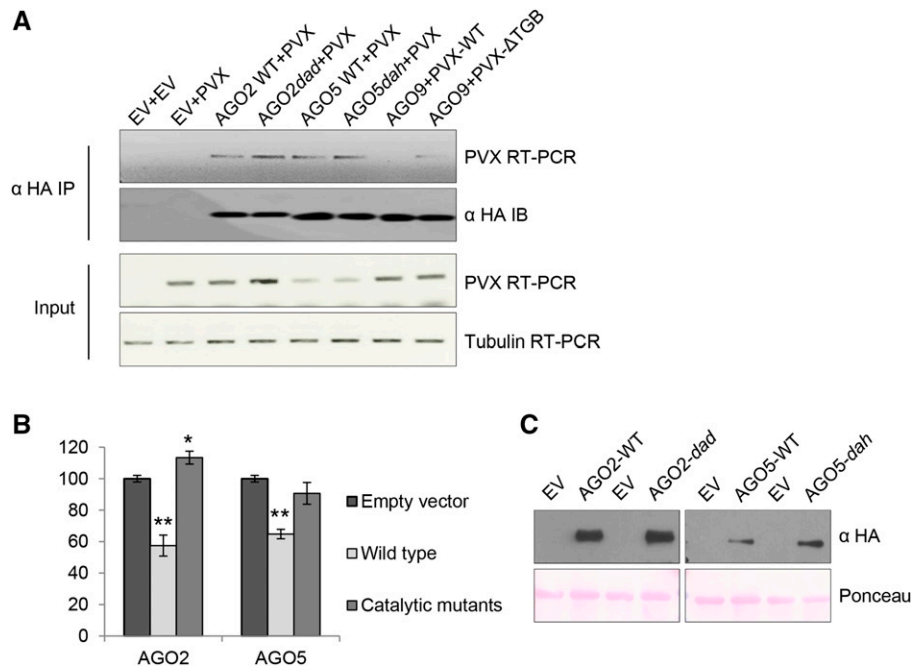 A
EV+EV
EV+PVX
AGO2 WT+PVX
AGO2dad+PVX
AGO5 WT+PVX
AGO5dah+PVX
AGO9+PVX-WT
AGO9+PVX-ΔTGB
α HA IP
PVX RT-PCR
α HA IB
Input
PVX RT-PCR
Tubulin RT-PCR
B
120
100
80
60
40
20
0
**
*
**
AGO2
AGO5
Empty vector
Wild type
Catalytic mutants
C
EV
AGO2-WT
EV
AGO2-dad
EV
AGO5-WT
EV
AGO5-dah
α HA
Ponceau